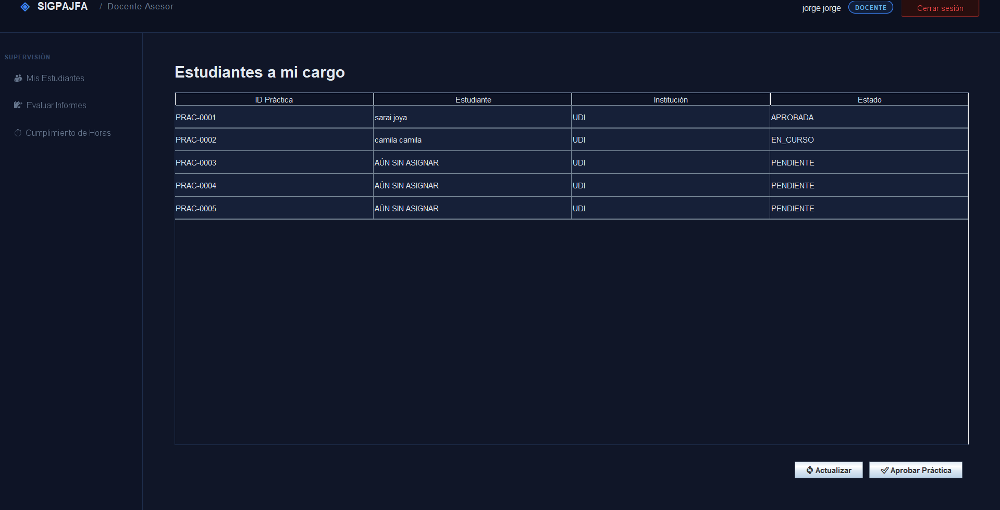 SIGPAJFA / Docente Asesor
jorge jorge DOCENTE Cerrar sesión
SUPERVISIÓN
Mis Estudiantes
Evaluar Informes
Cumplimiento de Horas
Estudiantes a mi cargo
ID Práctica Estudiante Institución Estado
PRAC-0001 sarai joya UDI APROBADA
PRAC-0002 camila camila UDI EN_CURSO
PRAC-0003 AÚN SIN ASIGNAR UDI PENDIENTE
PRAC-0004 AÚN SIN ASIGNAR UDI PENDIENTE
PRAC-0005 AÚN SIN ASIGNAR UDI PENDIENTE
Actualizar Aprobar Práctica